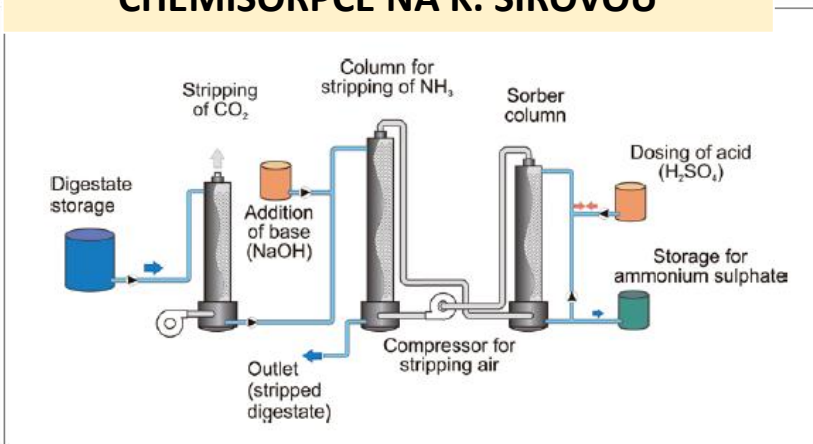 CHEMISORPCE NA K. SÍROVOU
Column for
stripping of NH₃
Stripping
of CO₂
Sorber
column
Dosing of acid
(H₂SO₄)
Digestate
storage
Addition
of base
(NaOH)
Storage for
ammonium sulphate
Compressor for
stripping air
Outlet
(stripped
digestate)